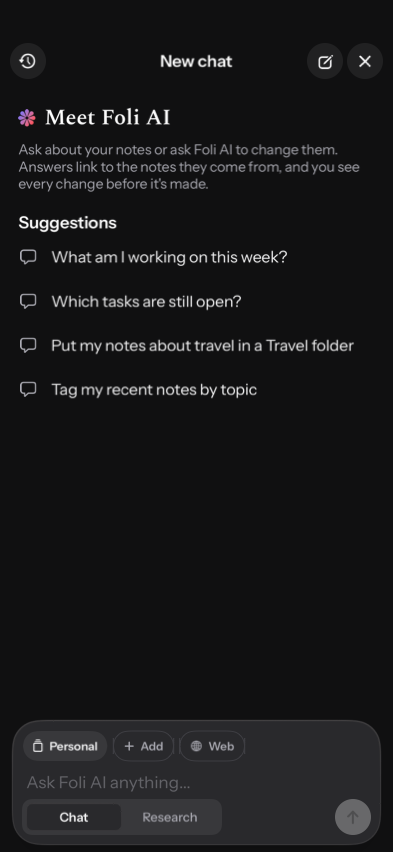 New chat
Meet Foli AI
Ask about your notes or ask Foli AI to change them.
Answers link to the notes they come from, and you see
every change before it's made.
Suggestions
What am I working on this week?
Which tasks are still open?
Put my notes about travel in a Travel folder
Tag my recent notes by topic
Personal
Add
Web
Ask Foli AI anything...
Chat
Research